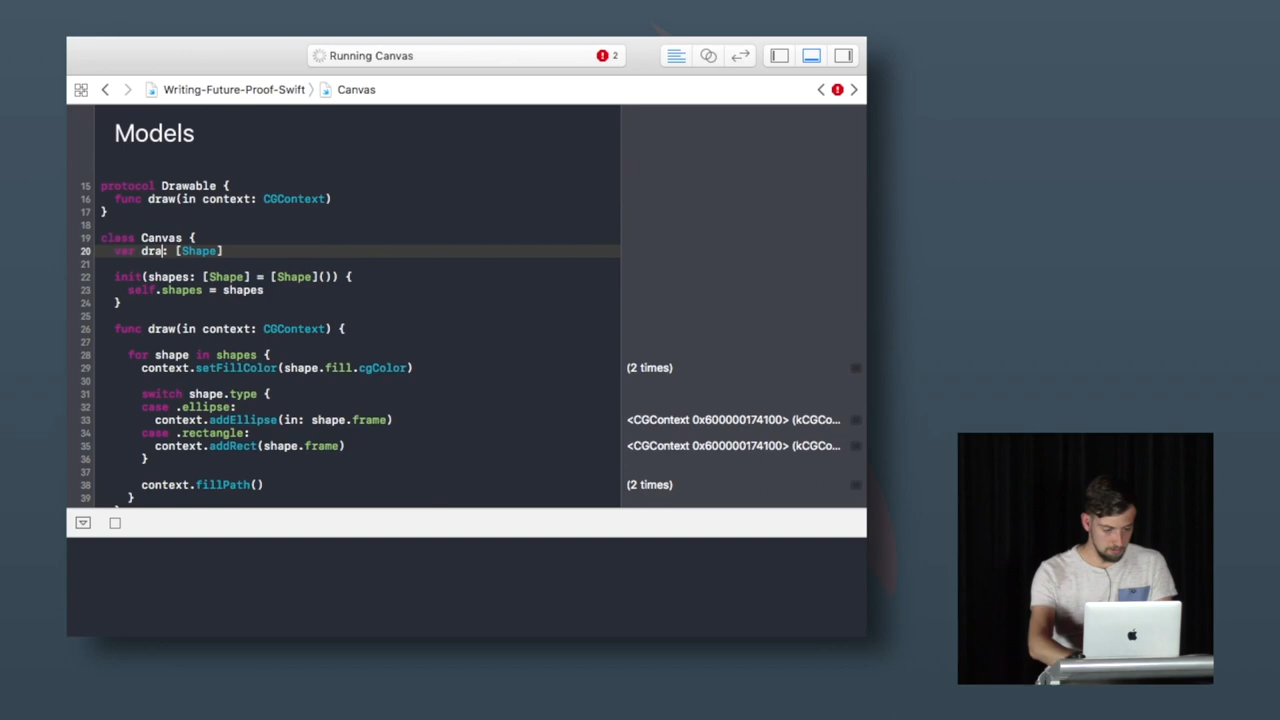 Running Canvas
2
Writing-Future-Proof-Swift
Canvas
Models
15 protocol Drawable {
16 func draw(in context: CGContext)
17 }
18
19 class Canvas {
20 var dra: [Shape]
21
22 init(shapes: [Shape] = [Shape]()) {
23 self.shapes = shapes
24 }
25
26 func draw(in context: CGContext) {
27
28 for shape in shapes {
29 context.setFillColor(shape.fill.cgColor) (2 times)
30
31 switch shape.type {
32 case .ellipse:
33 context.addEllipse(in: shape.frame) <CGContext 0x600000174100> (kCGCo...
34 case .rectangle:
35 context.addRect(shape.frame) <CGContext 0x600000174100> (kCGCo...
36 }
37
38 context.fillPath() (2 times)
39 }